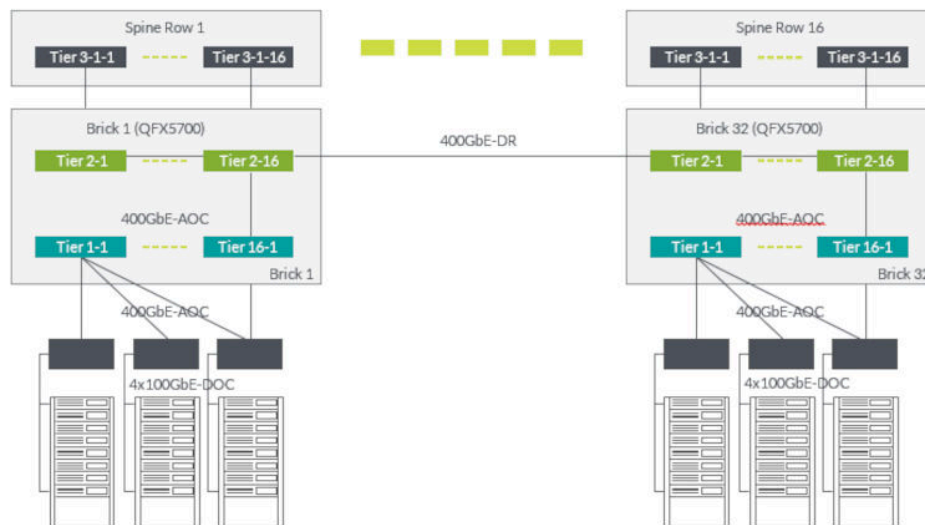 Spine Row 1
Tier 3-1-1
Tier 3-1-16
Spine Row 16
Tier 3-1-1
Tier 3-1-16
Brick 1 (QFX5700)
400GbE-DR
Brick 32 (QFX5700)
Tier 2-1
Tier 2-16
Tier 2-1
Tier 2-16
400GbE-AOC
400GbE-AOC
Tier 1-1
Tier 16-1
Tier 1-1
Tier 16-1
Brick 1
Brick 32
400GbE-AOC
400GbE-AOC
4x100GbE-DOC
4x100GbE-DOC